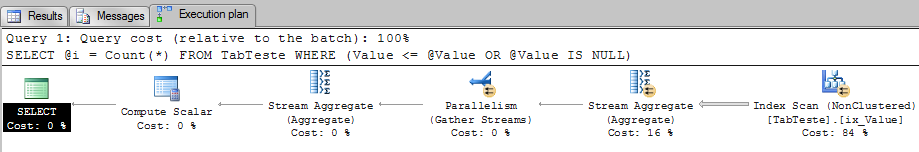 Results Messages Execution plan
Query 1: Query cost (relative to the batch): 100%
SELECT @i = Count(*) FROM TabTeste WHERE (Value <= @Value OR @Value IS NULL)
SELECT
Cost: 0 %
Compute Scalar
Cost: 0 %
Stream Aggregate
(Aggregate)
Cost: 0 %
Parallelism
(Gather Streams)
Cost: 0 %
Stream Aggregate
(Aggregate)
Cost: 16 %
Index Scan (NonClustered)
[TabTeste].[ix_Value]
Cost: 84 %